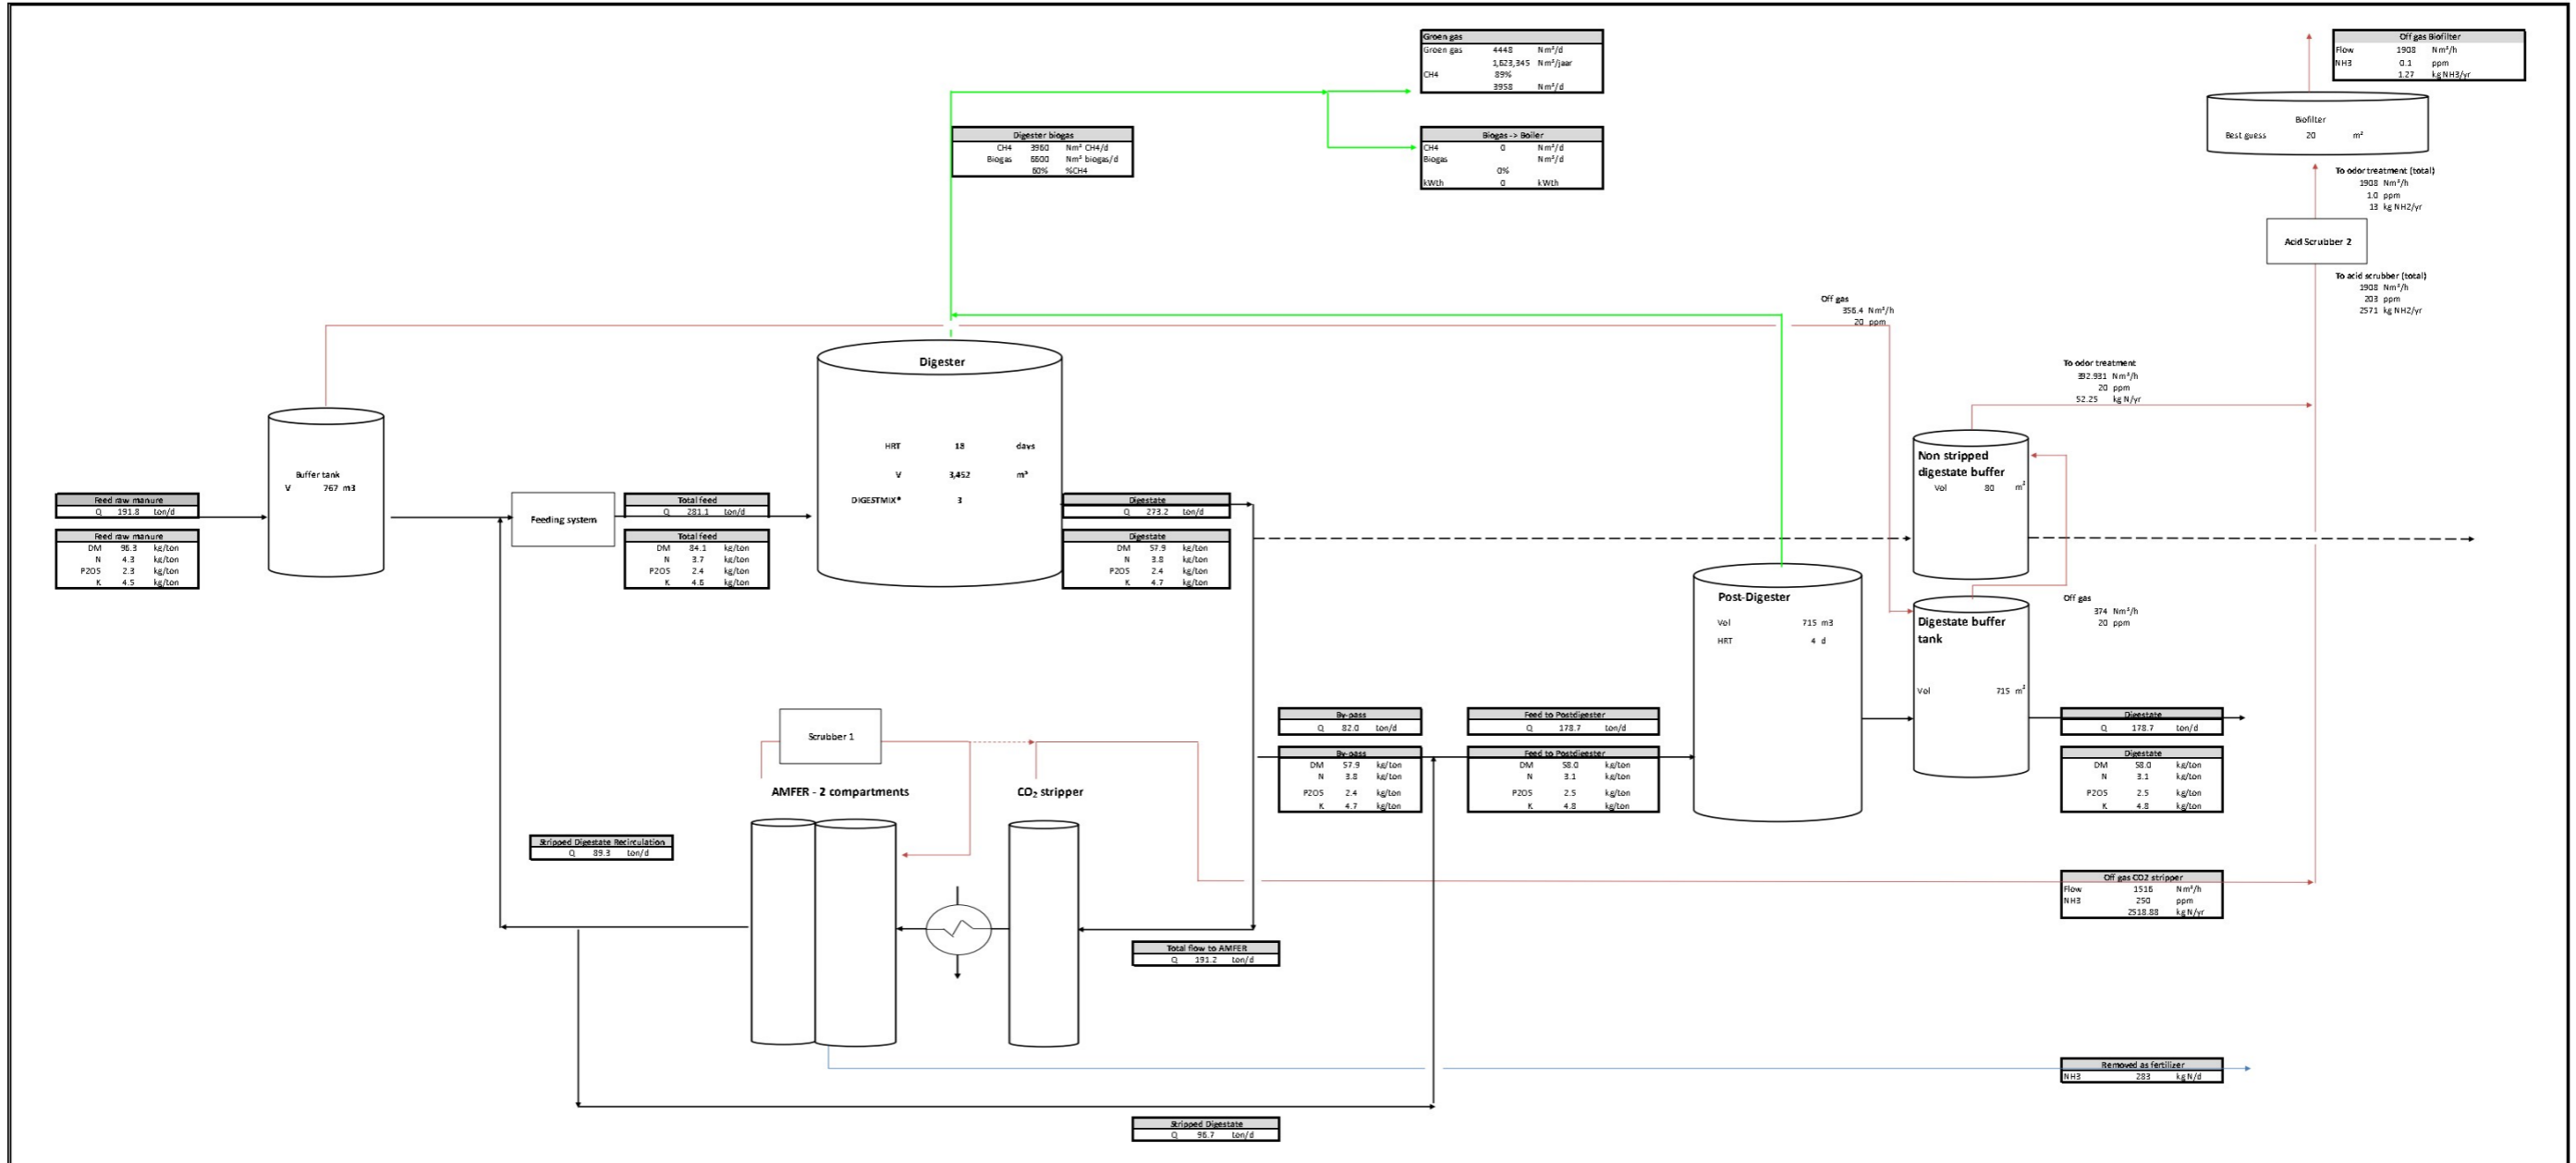 Groen gas
Groen gas 4448 Nm³/d
1,623,345 Nm³/jaar
CH4 89%
3958 Nm³/d
Off gas Biofilter
Flow 1908 Nm³/h
NH3 0.1 ppm
1.27 kg NH3/yr
Biofilter
Best guess 20 m²
Digester biogas
CH4 3960 Nm³ CH4/d
Biogas 6600 Nm³ biogas/d
60% %CH4
Biogas -> Boiler
CH4 0 Nm³/d
Biogas Nm³/d
0%
kWth 0 kWth
To odor treatment (total)
1908 Nm³/h
1.0 ppm
13 kg NH2/yr
Acid Scrubber 2
To acid scrubber (total)
1908 Nm³/h
203 ppm
2571 kg NH2/yr
Off gas
356.4 Nm³/h
20 ppm
To odor treatment
392.931 Nm³/h
20 ppm
52.25 kg N/yr
Digester
HRT 18 days
V 3,452 m³
DIGESTMIX® 3
Buffer tank
V 767 m3
Feed raw manure
Q 191.8 ton/d
Feed raw manure
DM 96.3 kg/ton
N 4.3 kg/ton
P2O5 2.3 kg/ton
K 4.5 kg/ton
Feeding system
Total feed
Q 281.1 ton/d
Total feed
DM 84.1 kg/ton
N 3.7 kg/ton
P2O5 2.4 kg/ton
K 4.6 kg/ton
Digestate
Q 273.2 ton/d
Digestate
DM 57.9 kg/ton
N 3.8 kg/ton
P2O5 2.4 kg/ton
K 4.7 kg/ton
Non stripped
digestate buffer
Vol 80 m³
Off gas
374 Nm³/h
20 ppm
Post-Digester
Vol 715 m3
HRT 4 d
Digestate buffer
tank
Vol 715 m³
Scrubber 1
AMFER - 2 compartments
CO₂ stripper
By-pass
Q 82.0 ton/d
By-pass
DM 57.9 kg/ton
N 3.8 kg/ton
P2O5 2.4 kg/ton
K 4.7 kg/ton
Feed to Postdigester
Q 178.7 ton/d
Feed to Postdigester
DM 58.0 kg/ton
N 3.1 kg/ton
P2O5 2.5 kg/ton
K 4.8 kg/ton
Digestate
Q 178.7 ton/d
Digestate
DM 58.0 kg/ton
N 3.1 kg/ton
P2O5 2.5 kg/ton
K 4.8 kg/ton
Stripped Digestate Recirculation
Q 89.3 ton/d
Off gas CO2 stripper
Flow 1516 Nm³/h
NH3 250 ppm
2518.88 kg N/yr
Total flow to AMFER
Q 191.2 ton/d
Removed as fertilizer
NH3 283 kg N/d
Stripped Digestate
Q 96.7 ton/d